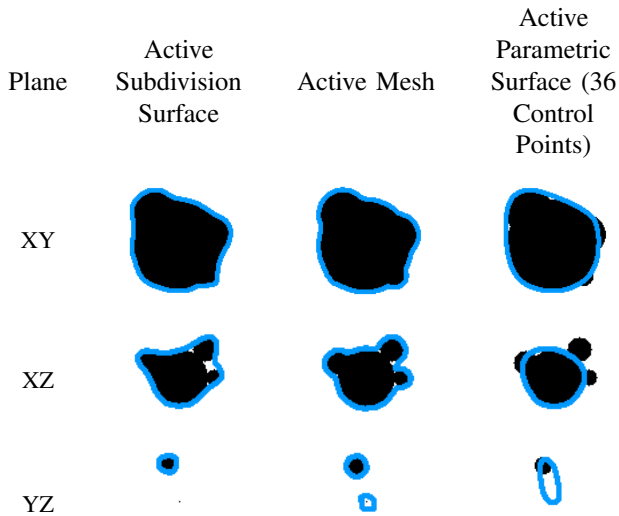 Plane
Active
Subdivision
Surface
Active Mesh
Active
Parametric
Surface (36
Control
Points)
XY
XZ
YZ